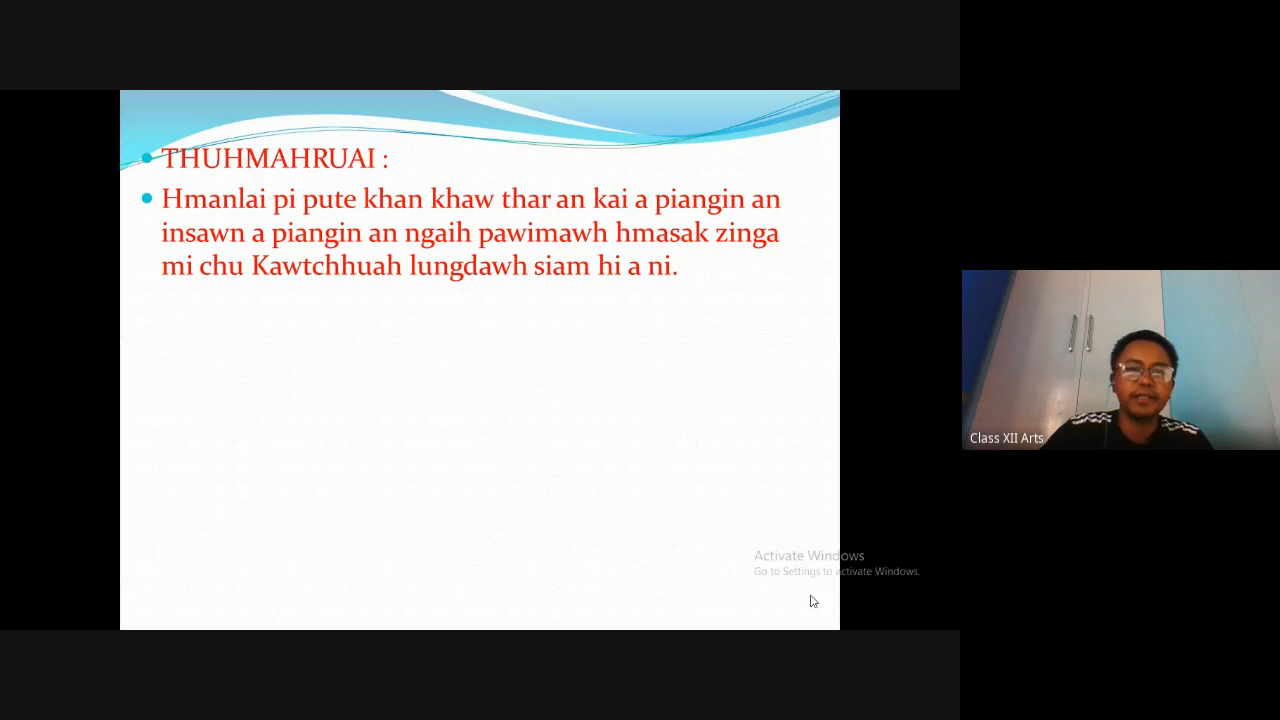 THUHMAHRUAI :
Hmanlai pi pute khan khaw thar an kai a piangin an
insawn a piangin an ngaih pawimawh hmasak zinga
mi chu Kawtchhuah lungdawh siam hi a ni.
Class XII Arts
Activate Windows
Go to Settings to activate Windows.